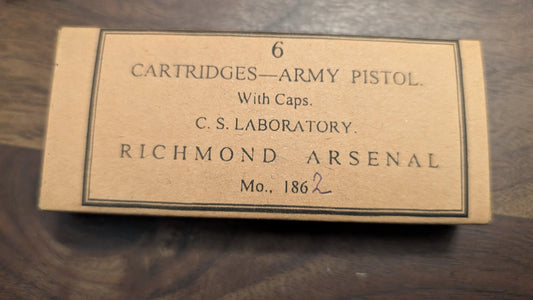 6
CARTRIDGES—ARMY PISTOL.
With Caps.
C. S. LABORATORY.
RICHMOND ARSENAL
Mo., 1862